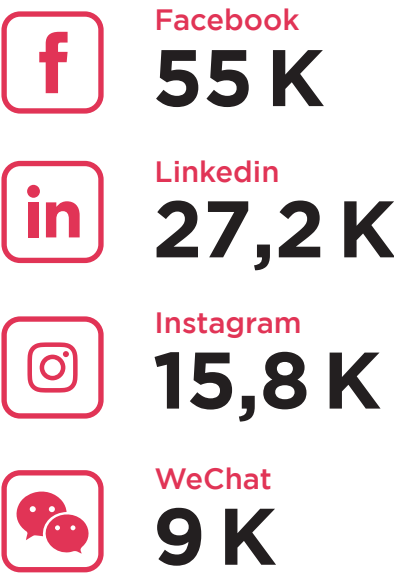 Facebook
55 K
Linkedin
27,2 K
Instagram
15,8 K
WeChat
9 K